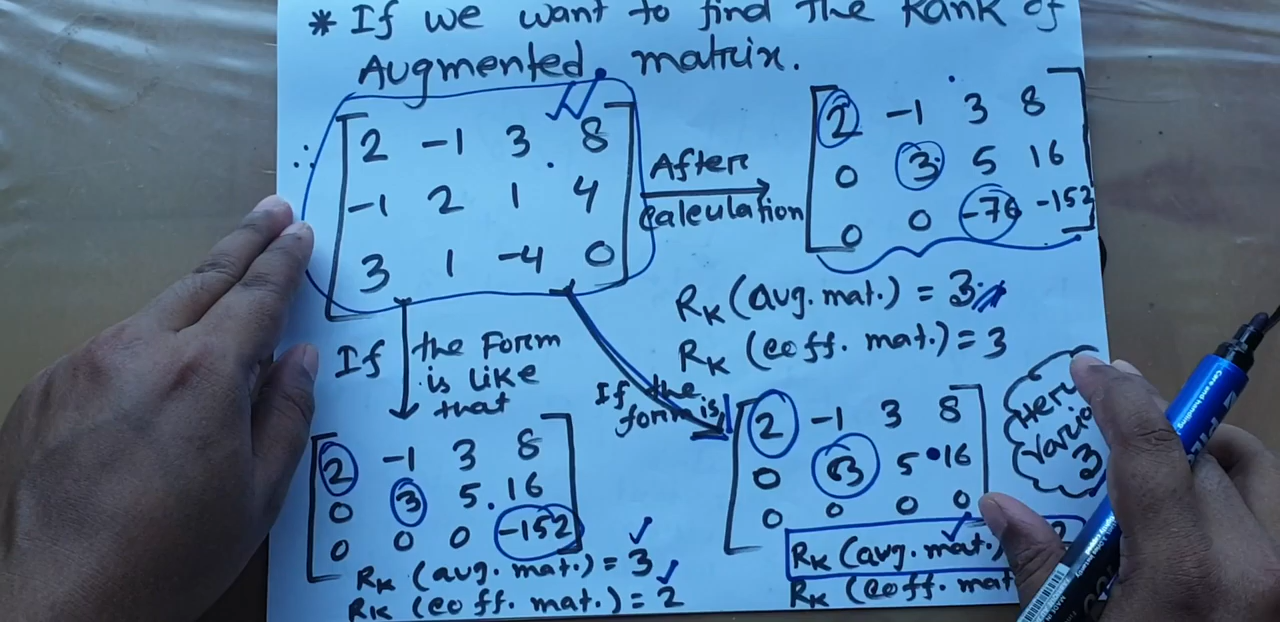 * If we want to find The Rank of
Augmented matrix.
∴ [2 -1 3 8
-1 2 1 4
3 1 -4 0]
After
calculation
[2 -1 3 8
0 3 5 16
0 0 -76 -152]
RK (aug. mat.) = 3
RK (coff. mat.) = 3
If the Form
is like
that
[2 -1 3 8
0 3 5 16
0 0 0 -152]
RK (aug. mat.) = 3
RK (coff. mat.) = 2
If the
form is
[2 -1 3 8
0 3 5 16
0 0 0 0]
RK (aug. mat.)
RK (coff. mat
3